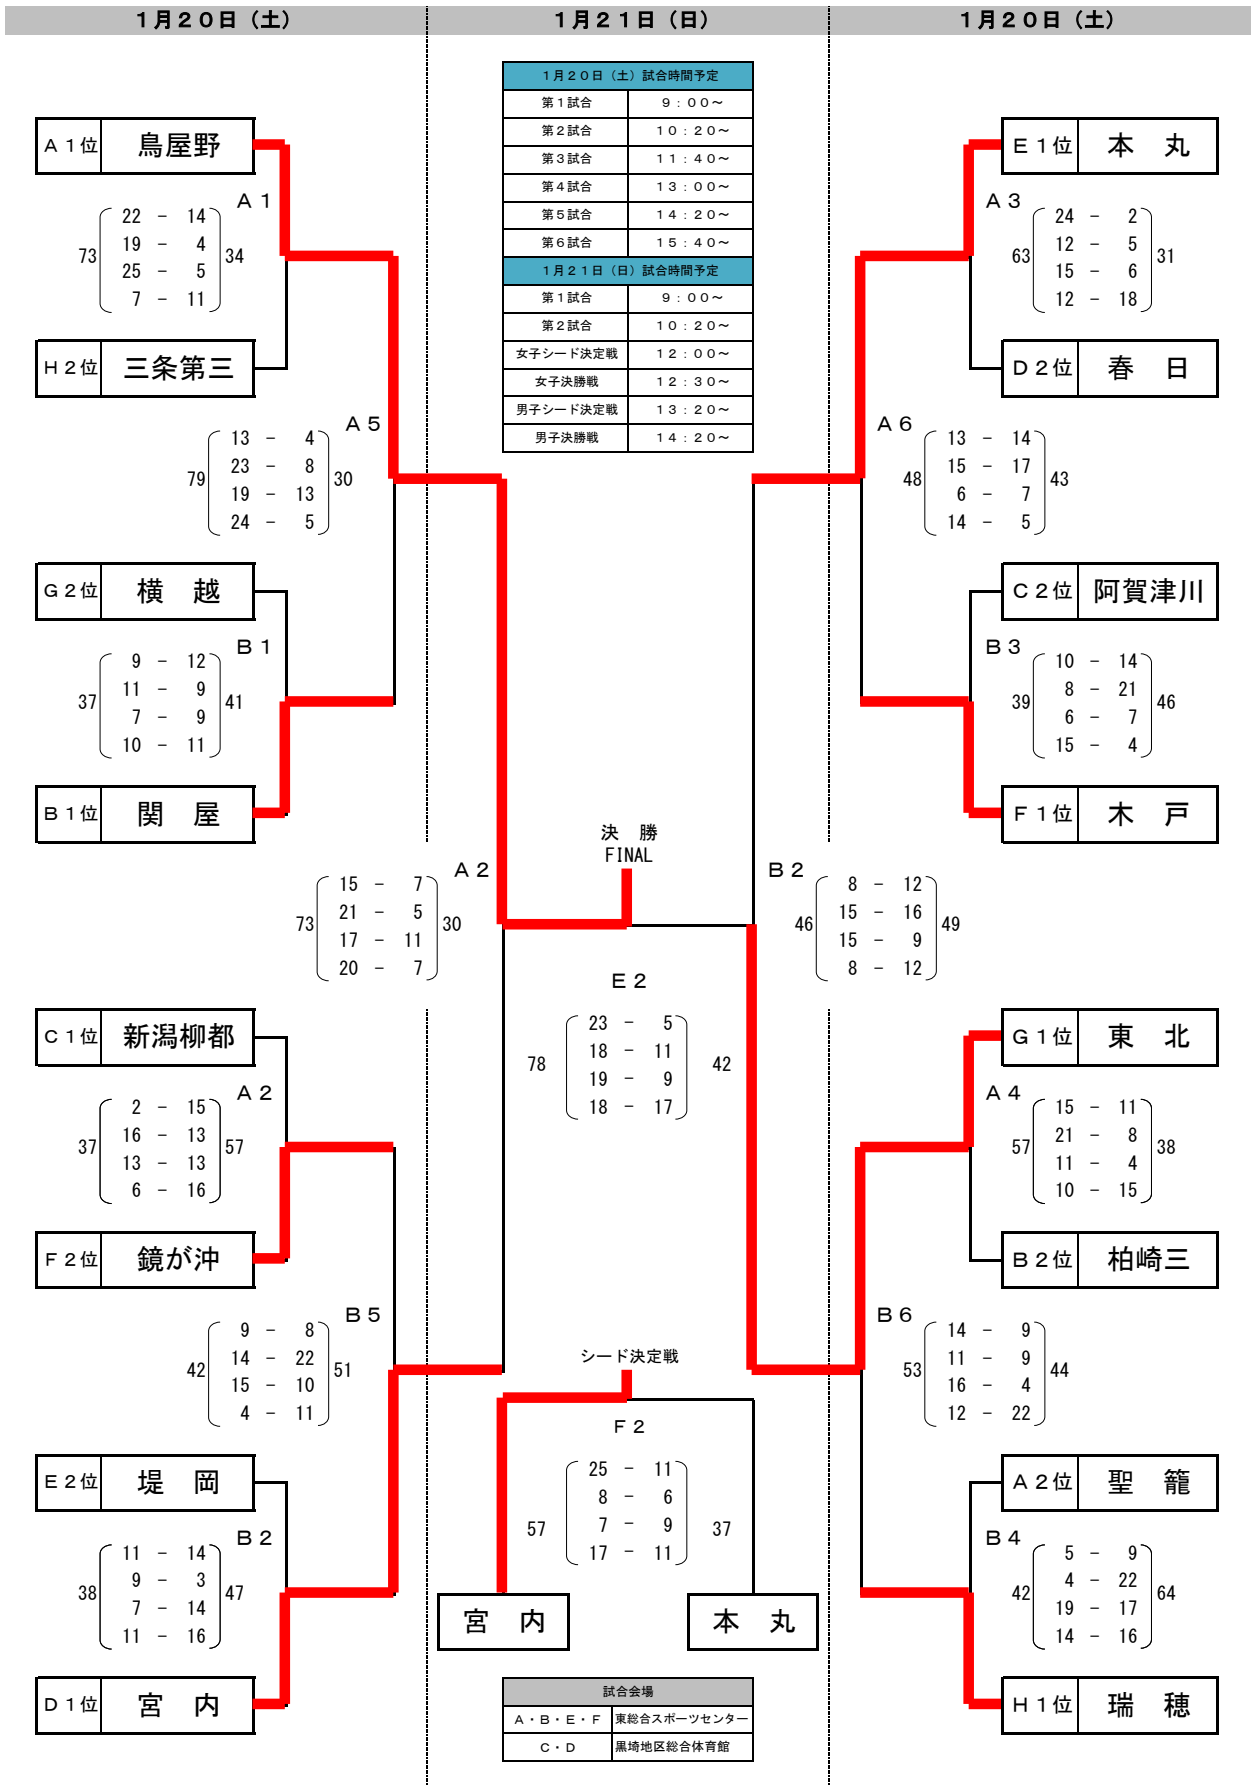 １月２０日（土）
１月２１日（日）
１月２０日（土）
１月２０日（土）試合時間予定
第１試合 ９：００～
第２試合 １０：２０～
第３試合 １１：４０～
第４試合 １３：００～
第５試合 １４：２０～
第６試合 １５：４０～
１月２１日（日）試合時間予定
第１試合 ９：００～
第２試合 １０：２０～
女子シード決定戦 １２：００～
女子決勝戦 １２：３０～
男子シード決定戦 １３：２０～
男子決勝戦 １４：２０～
Ａ１位 鳥屋野
Ａ１
22 － 14
19 － 4
73 34
25 － 5
7 － 11
Ｈ２位 三条第三
Ａ５
13 － 4
23 － 8
79 30
19 － 13
24 － 5
Ｇ２位 横　越
Ｂ１
9 － 12
11 － 9
37 41
7 － 9
10 － 11
Ｂ１位 関　屋
Ａ２
15 － 7
21 － 5
73 30
17 － 11
20 － 7
Ｃ１位 新潟柳都
Ａ２
2 － 15
16 － 13
37 57
13 － 13
6 － 16
Ｆ２位 鏡が沖
Ｂ５
9 － 8
14 － 22
42 51
15 － 10
4 － 11
Ｅ２位 堤　岡
Ｂ２
11 － 14
9 － 3
38 47
7 － 14
11 － 16
Ｄ１位 宮　内
決　勝
FINAL
Ｅ２
23 － 5
18 － 11
78 42
19 － 9
18 － 17
シード決定戦
Ｆ２
25 － 11
8 － 6
57 37
7 － 9
17 － 11
宮　内
本　丸
試合会場
Ａ・Ｂ・Ｅ・Ｆ 東総合スポーツセンター
Ｃ・Ｄ 黒埼地区総合体育館
Ｅ１位 本　丸
Ａ３
24 － 2
12 － 5
63 31
15 － 6
12 － 18
Ｄ２位 春　日
Ａ６
13 － 14
15 － 17
48 43
6 － 7
14 － 5
Ｃ２位 阿賀津川
Ｂ３
10 － 14
8 － 21
39 46
6 － 7
15 － 4
Ｆ１位 木　戸
Ｂ２
8 － 12
15 － 16
46 49
15 － 9
8 － 12
Ｇ１位 東　北
Ａ４
15 － 11
21 － 8
57 38
11 － 4
10 － 15
Ｂ２位 柏崎三
Ｂ６
14 － 9
11 － 9
53 44
16 － 4
12 － 22
Ａ２位 聖　籠
Ｂ４
5 － 9
4 － 22
42 64
19 － 17
14 － 16
Ｈ１位 瑞　穂